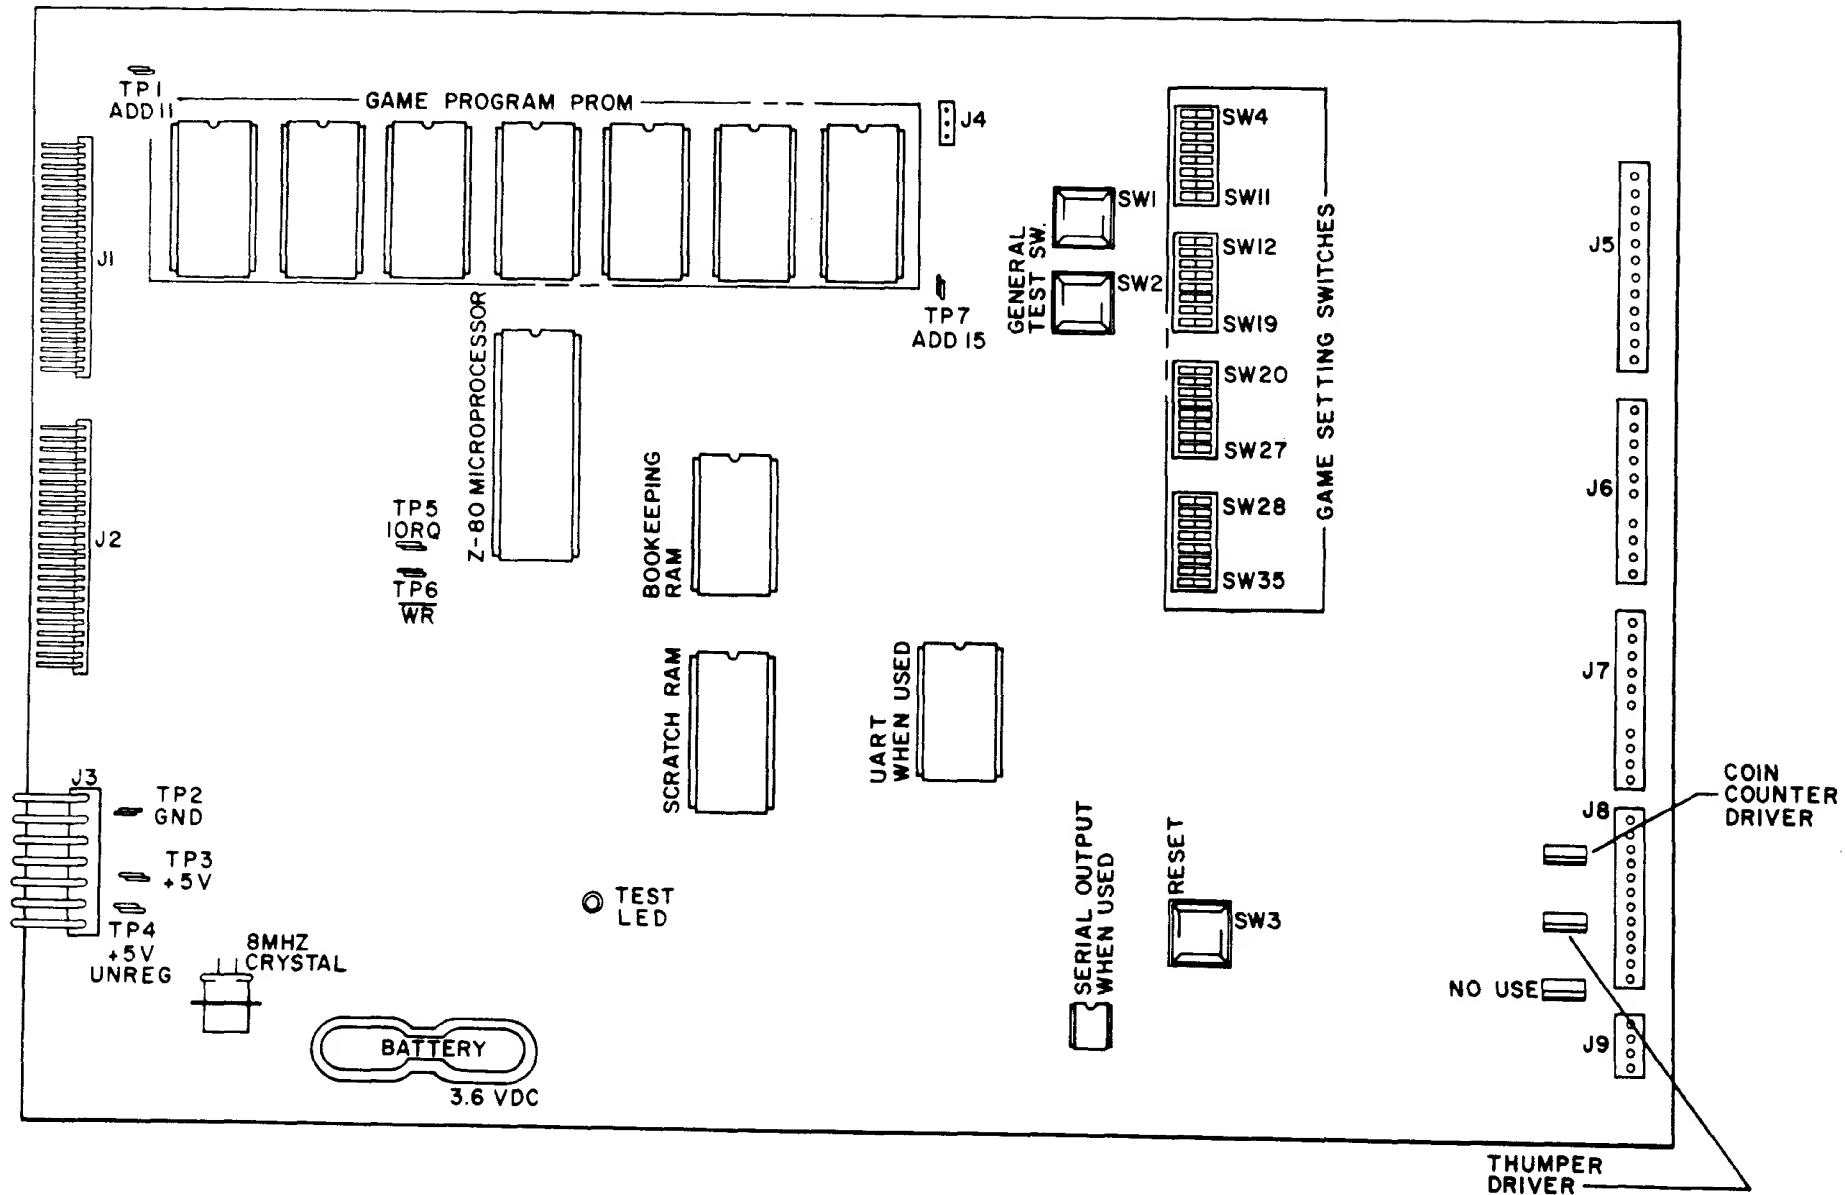 TP1
ADD 11
GAME PROGRAM PROM
J4
SW4
SW11
SW1
SW2
GENERAL
TEST SW.
SW12
SW19
SW20
SW27
SW28
SW35
GAME SETTING SWITCHES
J1
J2
J5
J6
J7
TP7
ADD 15
Z-80 MICROPROCESSOR
TP5
IORQ
TP6
WR
BOOKEEPING
RAM
SCRATCH RAM
UART
WHEN USED
J3
TP2
GND
TP3
+5V
TP4
+5V
UNREG
8MHZ
CRYSTAL
BATTERY
3.6 VDC
TEST
LED
SERIAL OUTPUT
WHEN USED
RESET
SW3
J8
COIN
COUNTER
DRIVER
NO USE
J9
THUMPER
DRIVER